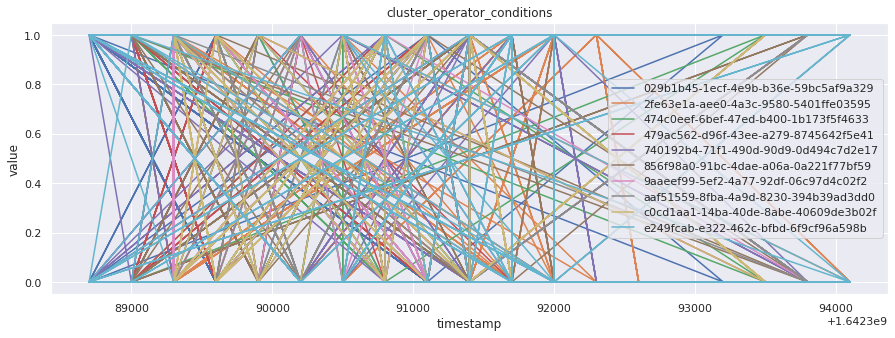 cluster_operator_conditions
value
1.0
0.8
0.6
0.4
0.2
0.0
029b1b45-1ecf-4e9b-b36e-59bc5af9a329
2fe63e1a-aee0-4a3c-9580-5401ffe03595
474c0eef-6bef-47ed-b400-1b173f5f4633
479ac562-d96f-43ee-a279-8745642f5e41
740192b4-71f1-490d-90d9-0d494c7d2e17
856f98a0-91bc-4dae-a06a-0a221f77bf59
9aaeef99-5ef2-4a77-92df-06c97d4c02f2
aaf51559-8fba-4a9d-8230-394b39ad3dd0
c0cd1aa1-14ba-40de-8abe-40609de3b02f
e249fcab-e322-462c-bfbd-6f9cf96a598b
89000 90000 91000 92000 93000 94000
timestamp
+1.6423e9